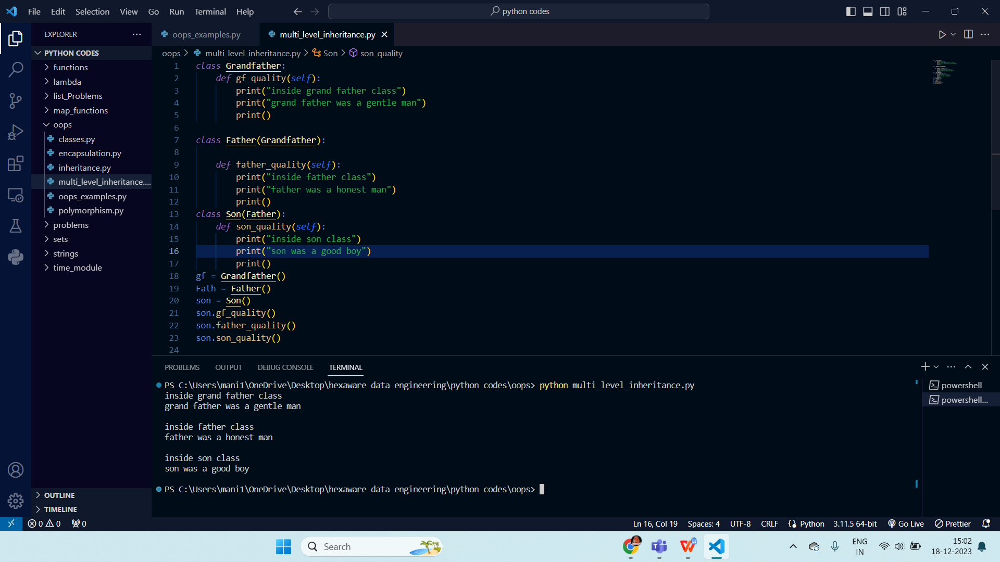 File Edit Selection View Go Run Terminal Help
python codes
EXPLORER
PYTHON CODES
functions
lambda
list_Problems
map_functions
oops
classes.py
encapsulation.py
inheritance.py
multi_level_inheritance....
oops_examples.py
polymorphism.py
problems
sets
strings
time_module
OUTLINE
TIMELINE
oops_examples.py
multi_level_inheritance.py
oops > multi_level_inheritance.py > Son > son_quality
1 class Grandfather:
2 def gf_quality(self):
3 print("inside grand father class")
4 print("grand father was a gentle man")
5 print()
6
7 class Father(Grandfather):
8
9 def father_quality(self):
10 print("inside father class")
11 print("father was a honest man")
12 print()
13 class Son(Father):
14 def son_quality(self):
15 print("inside son class")
16 print("son was a good boy")
17 print()
18 gf = Grandfather()
19 Fath = Father()
20 son = Son()
21 son.gf_quality()
22 son.father_quality()
23 son.son_quality()
24
PROBLEMS OUTPUT DEBUG CONSOLE TERMINAL
PS C:\Users\mani1\OneDrive\Desktop\hexaware data engineering\python codes\oops> python multi_level_inheritance.py
inside grand father class
grand father was a gentle man
inside father class
father was a honest man
inside son class
son was a good boy
PS C:\Users\mani1\OneDrive\Desktop\hexaware data engineering\python codes\oops>
powershell
powershell...
0 0 0
Ln 16, Col 19 Spaces: 4 UTF-8 CRLF Python 3.11.5 64-bit Go Live Prettier
Search
ENG
IN
15:02
18-12-2023